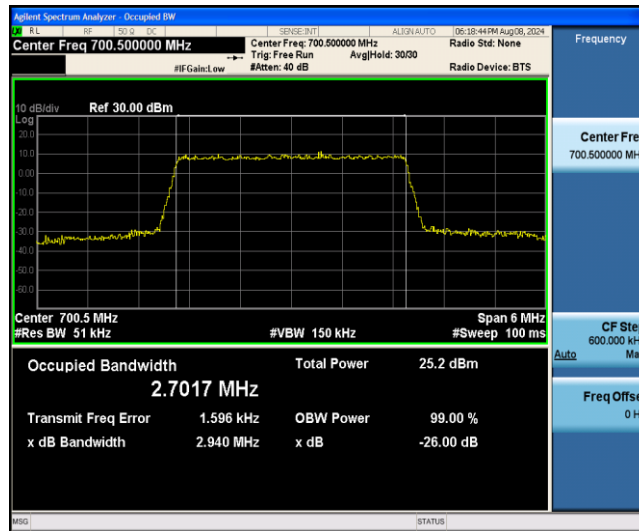 Agilent Spectrum Analyzer - Occupied BW
RL RF 50 Ω DC SENSE:INT ALIGN AUTO 06:18:44 PM Aug 08, 2024
Center Freq 700.500000 MHz
Center Freq: 700.500000 MHz
Radio Std: None
Trig: Free Run Avg|Hold: 30/30
#IFGain:Low
#Atten: 40 dB
Radio Device: BTS
Frequency
10 dB/div Ref 30.00 dBm
Log
20.0
10.0
0.00
-10.0
-20.0
-30.0
-40.0
-50.0
-60.0
Center Fre
700.500000 MH
Center 700.5 MHz Span 6 MHz
#Res BW 51 kHz #VBW 150 kHz #Sweep 100 ms
CF Ste
600.000 kH
Auto Ma
Occupied Bandwidth Total Power 25.2 dBm
2.7017 MHz
Transmit Freq Error 1.596 kHz OBW Power 99.00 %
x dB Bandwidth 2.940 MHz x dB -26.00 dB
Freq Offse
0 H
MSG STATUS